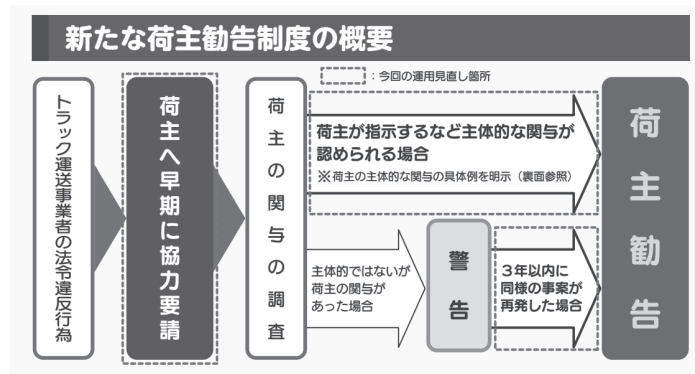 新たな荷主勧告制度の概要
：今回の運用見直し箇所
トラック運送事業者の法令違反行為
荷主へ早期に協力要請
荷主の関与の調査
荷主が指示するなど主体的な関与が
認められる場合
※荷主の主体的な関与の具体例を明示（裏面参照）
主体的ではないが
荷主の関与が
あった場合
警告
３年以内に
同様の事案が
再発した場合
荷主勧告